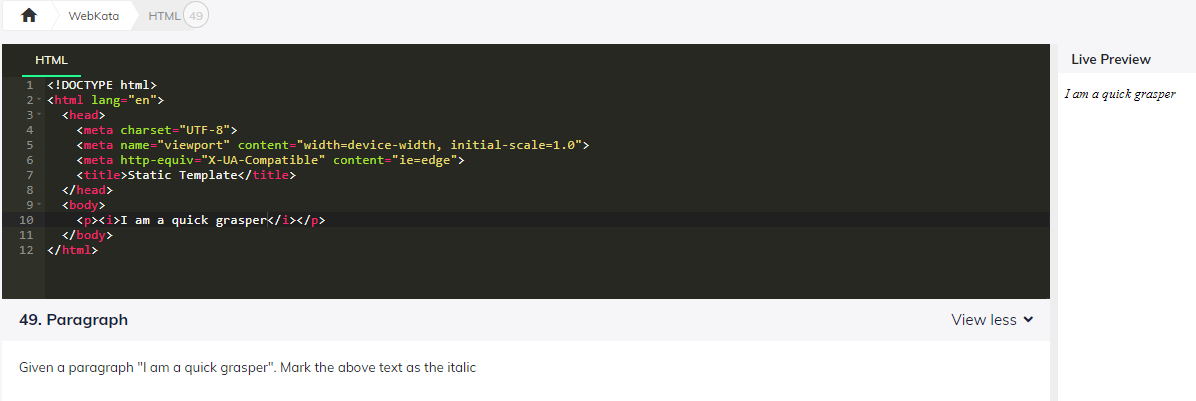 WebKata
HTML 49
HTML
Live Preview
1 <!DOCTYPE html>
2 <html lang="en">
3 <head>
4 <meta charset="UTF-8">
5 <meta name="viewport" content="width=device-width, initial-scale=1.0">
6 <meta http-equiv="X-UA-Compatible" content="ie=edge">
7 <title>Static Template</title>
8 </head>
9 <body>
10 <p><i>I am a quick grasper</i></p>
11 </body>
12 </html>
I am a quick grasper
49. Paragraph
View less
Given a paragraph "I am a quick grasper". Mark the above text as the italic